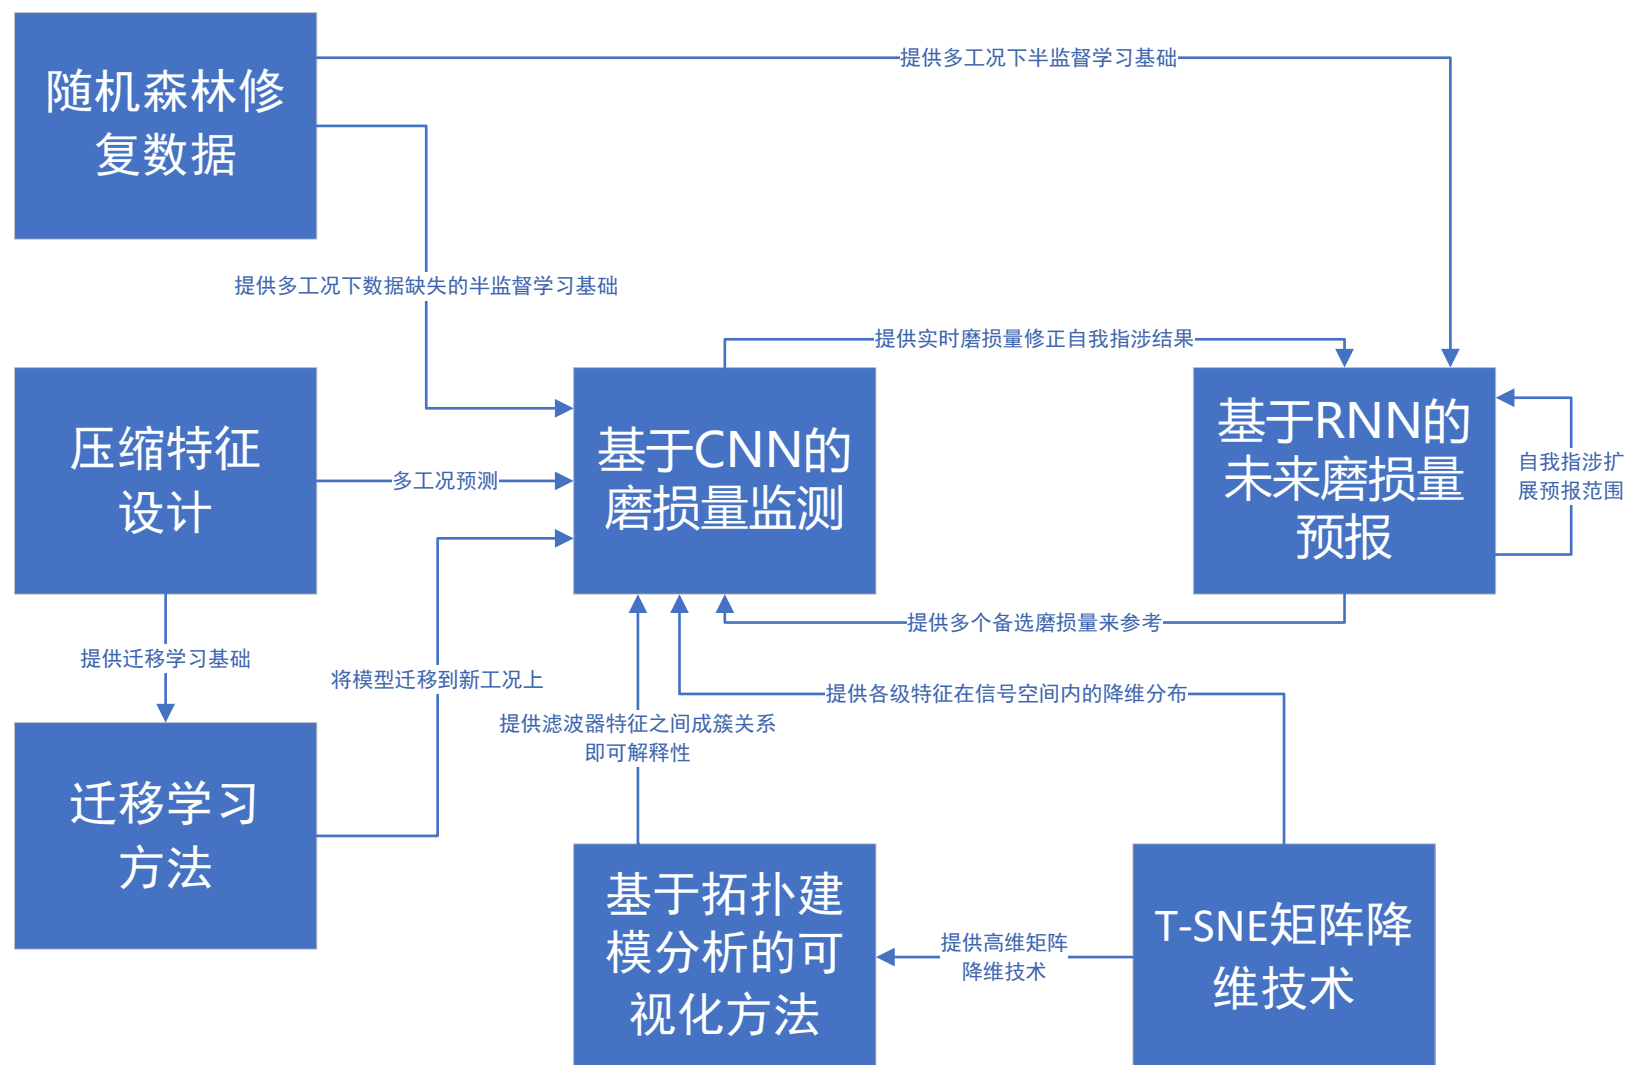 随机森林修
复数据
提供多工况下半监督学习基础
提供多工况下数据缺失的半监督学习基础
提供实时磨损量修正自我指涉结果
压缩特征
设计
多工况预测
基于CNN的
磨损量监测
基于RNN的
未来磨损量
预报
自我指涉扩
展预报范围
提供多个备选磨损量来参考
提供迁移学习基础
将模型迁移到新工况上
提供各级特征在信号空间内的降维分布
提供滤波器特征之间成簇关系
即可解释性
迁移学习
方法
基于拓扑建
模分析的可
视化方法
提供高维矩阵
降维技术
T-SNE矩阵降
维技术